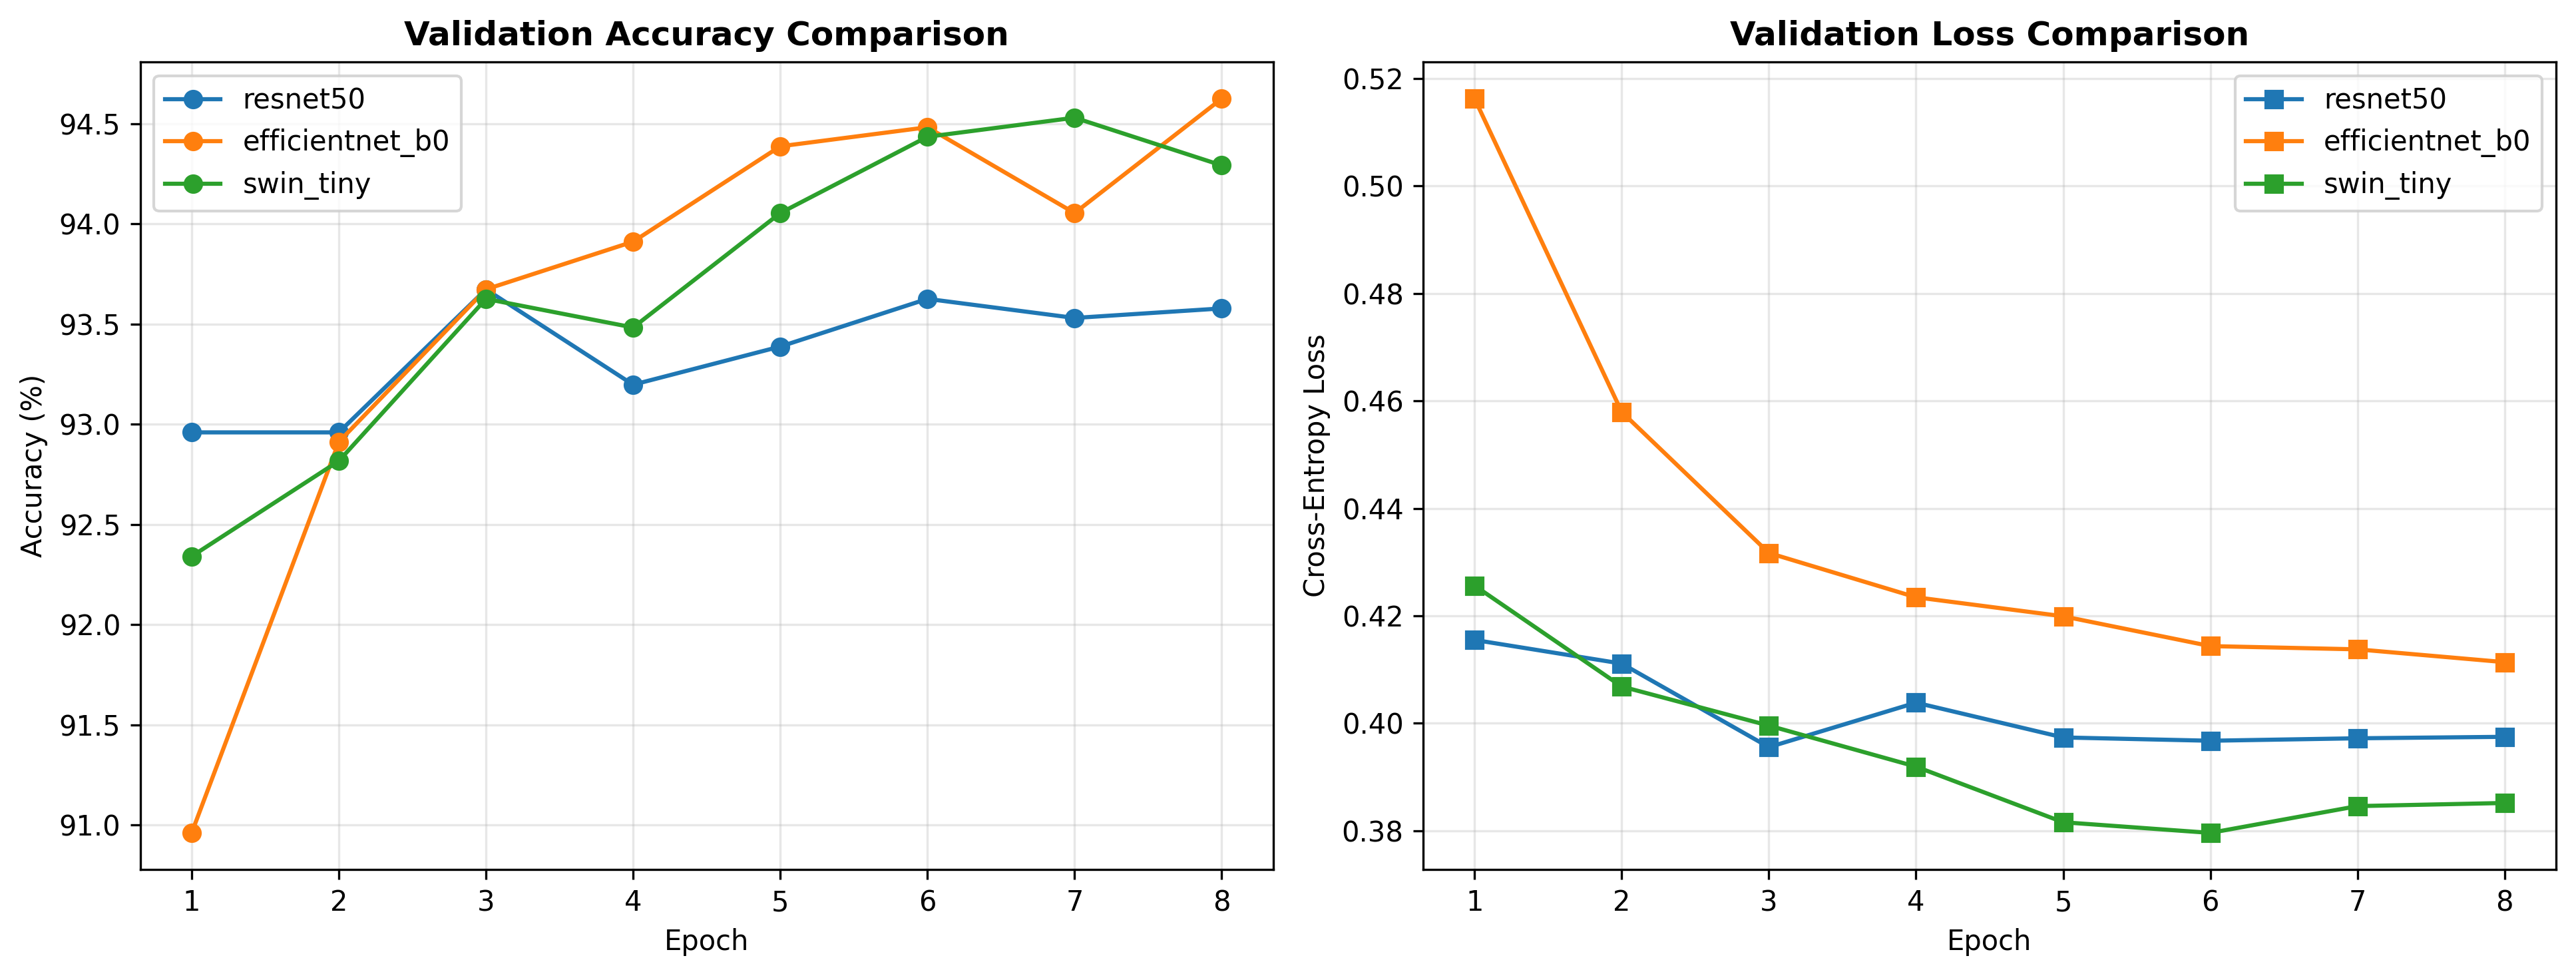 Validation Accuracy Comparison
resnet50
efficientnet_b0
swin_tiny
Accuracy (%)
94.5
94.0
93.5
93.0
92.5
92.0
91.5
91.0
1 2 3 4 5 6 7 8
Epoch
Validation Loss Comparison
resnet50
efficientnet_b0
swin_tiny
Cross-Entropy Loss
0.52
0.50
0.48
0.46
0.44
0.42
0.40
0.38
1 2 3 4 5 6 7 8
Epoch